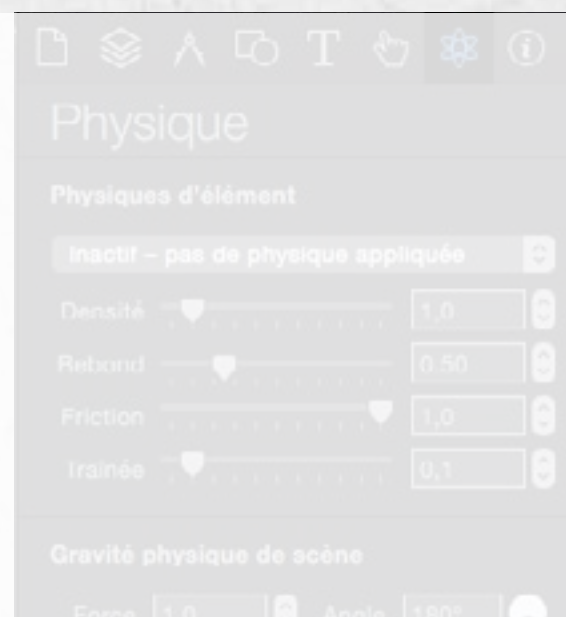 Physique
Physiques d'élément
Inactif – pas de physique appliquée
Densité 1,0
Rebond 0.50
Friction 1,0
Traînée 0,1
Gravité physique de scène
Force 1,0 Angle 180°